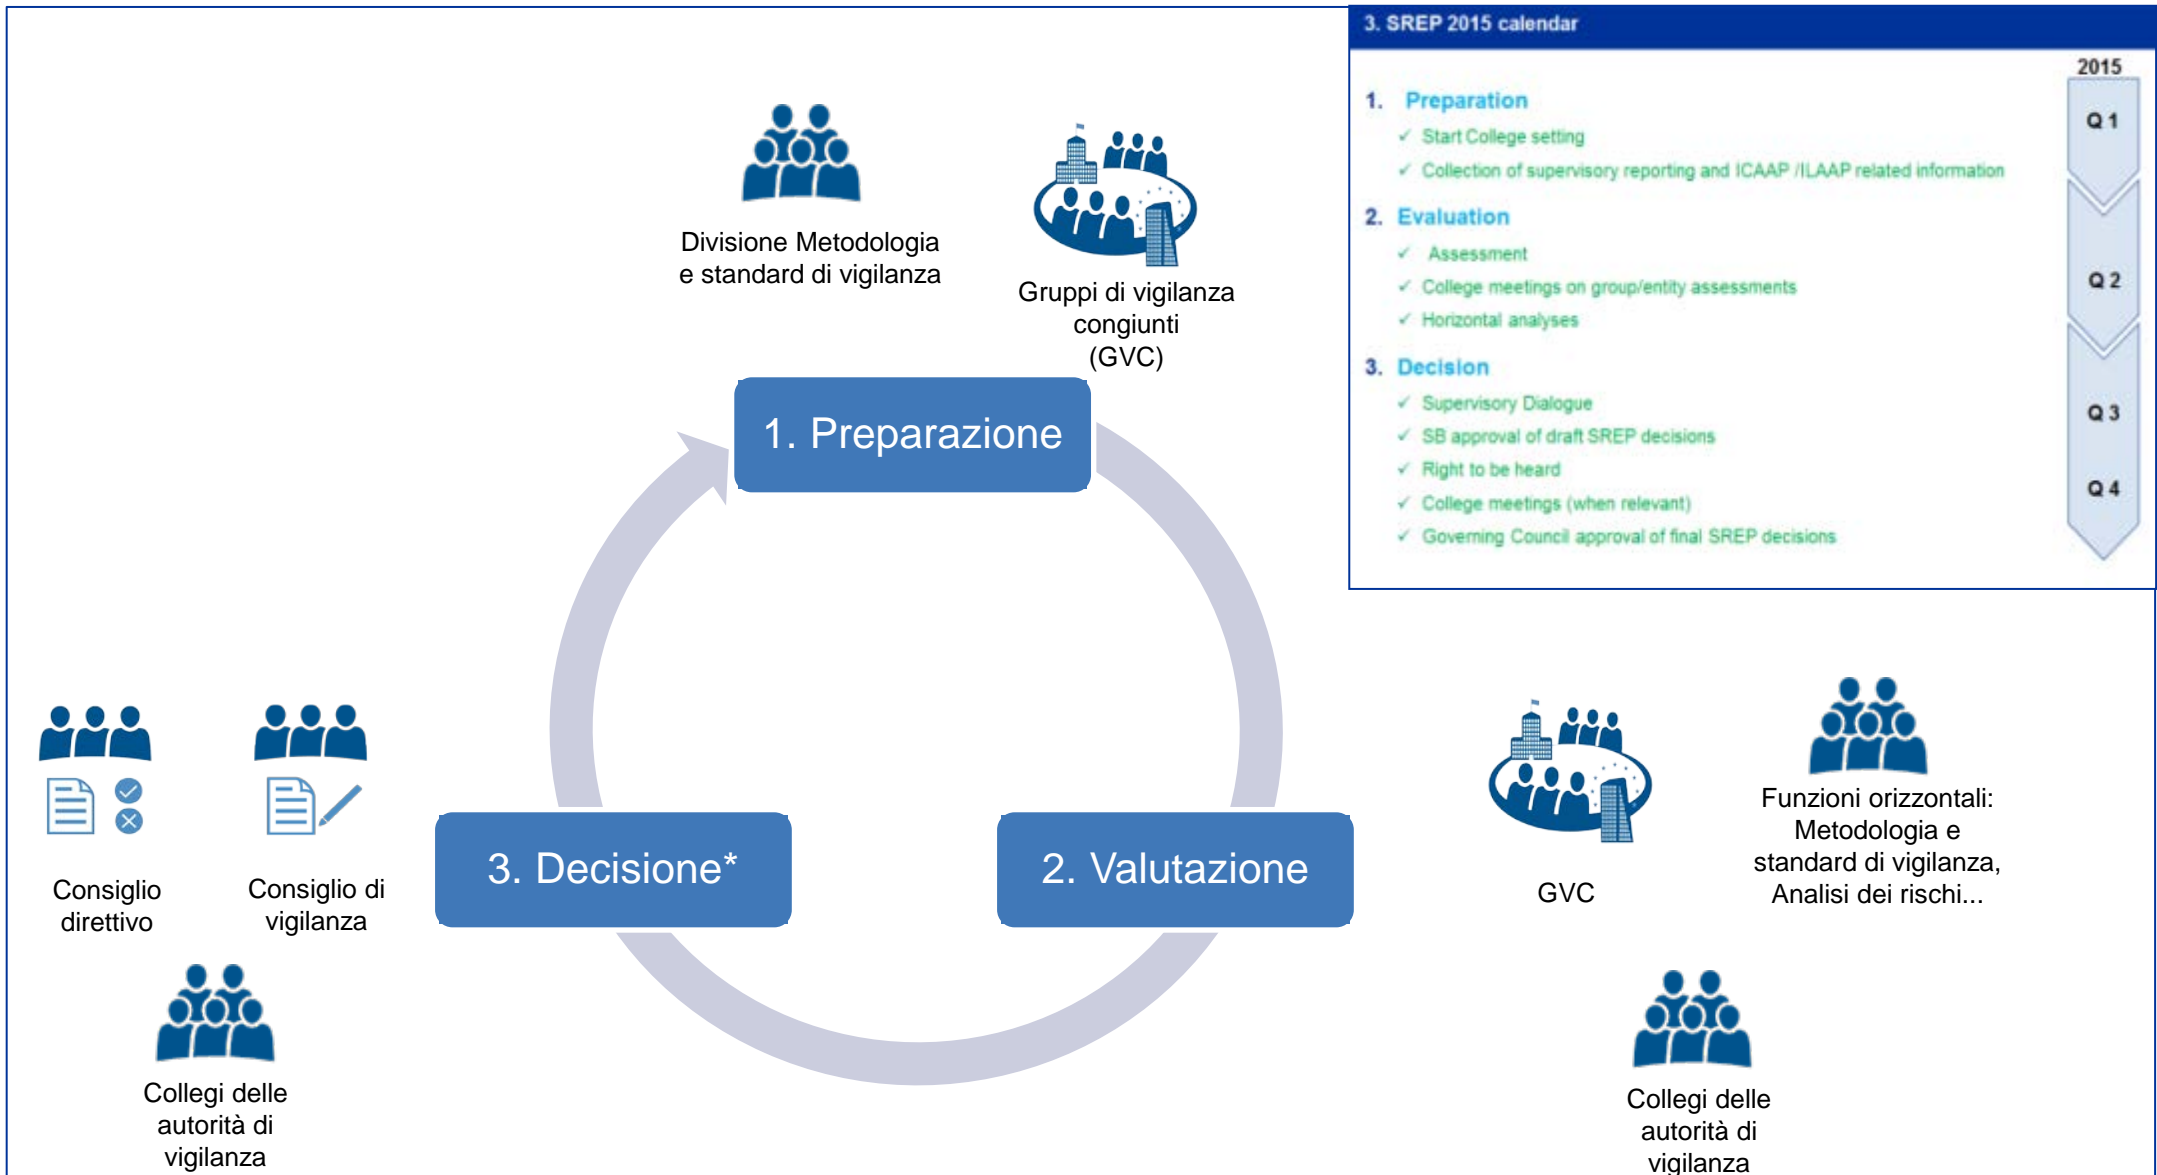 3. SREP 2015 calendar
2015
1. Preparation
✓ Start College setting
✓ Collection of supervisory reporting and ICAAP /ILAAP related information
Q 1
2. Evaluation
✓ Assessment
✓ College meetings on group/entity assessments
✓ Horizontal analyses
Q 2
3. Decision
✓ Supervisory Dialogue
✓ SB approval of draft SREP decisions
✓ Right to be heard
✓ College meetings (when relevant)
✓ Governing Council approval of final SREP decisions
Q 3
Q 4
Divisione Metodologia
e standard di vigilanza
Gruppi di vigilanza
congiunti
(GVC)
1. Preparazione
2. Valutazione
3. Decisione*
GVC
Funzioni orizzontali:
Metodologia e
standard di vigilanza,
Analisi dei rischi...
Collegi delle
autorità di
vigilanza
Consiglio
direttivo
Consiglio di
vigilanza
Collegi delle
autorità di
vigilanza